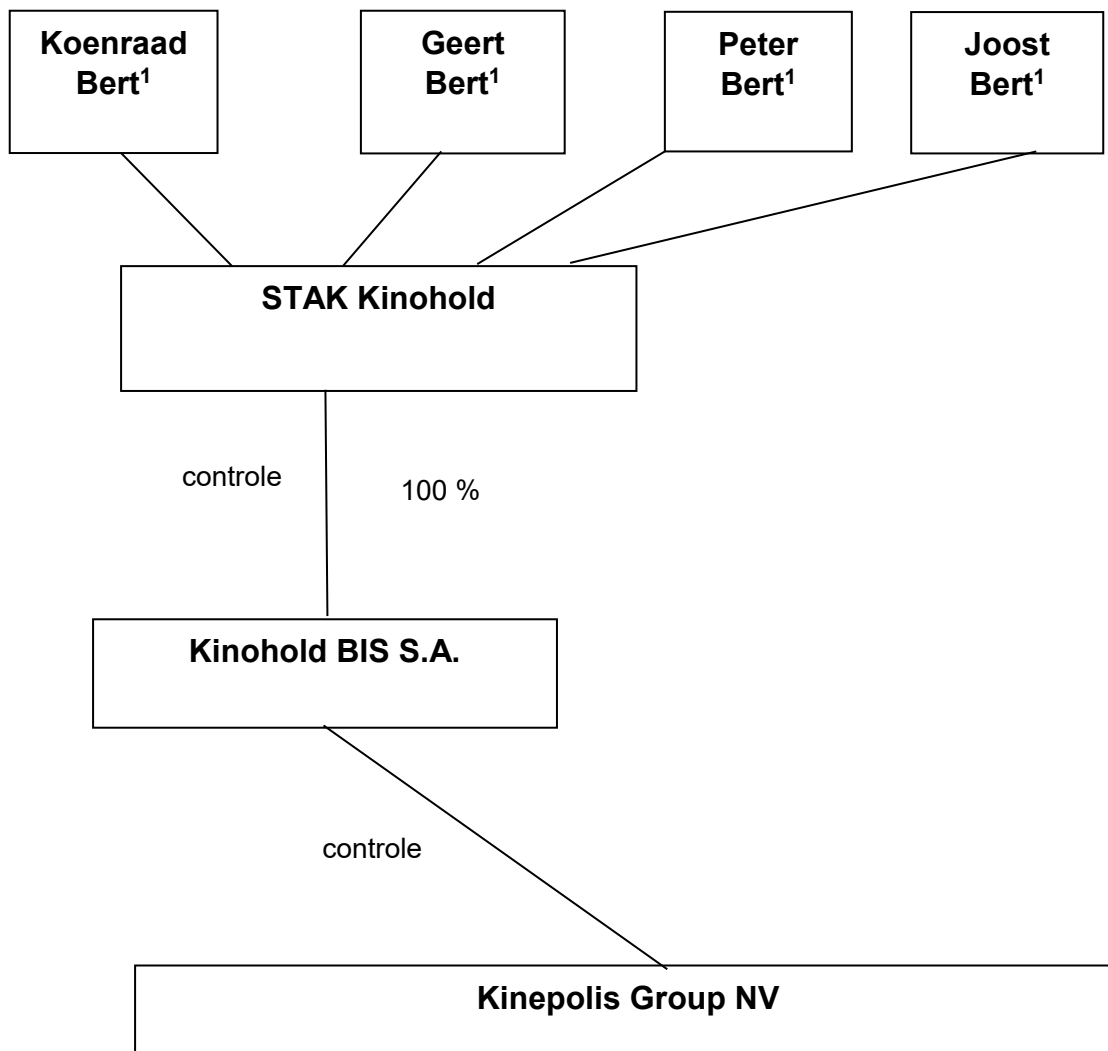 Koenraad
Bert¹
Geert
Bert¹
Peter
Bert¹
Joost
Bert¹
STAK Kinohold
controle
100 %
Kinohold BIS S.A.
controle
Kinepolis Group NV